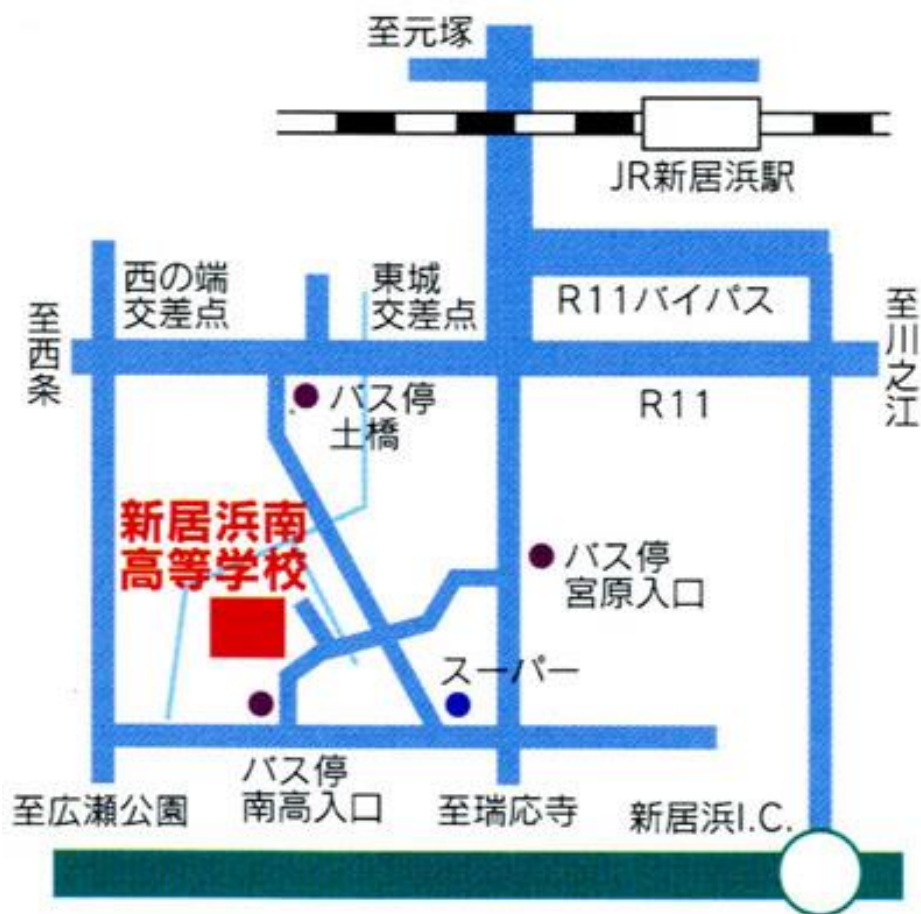 至元塚
JR新居浜駅
西の端
交差点
東城
交差点
R11バイパス
至西条
至川之江
バス停
土橋
R11
新居浜南
高等学校
バス停
宮原入口
スーパー
バス停
南高入口
至広瀬公園
至瑞応寺
新居浜I.C.